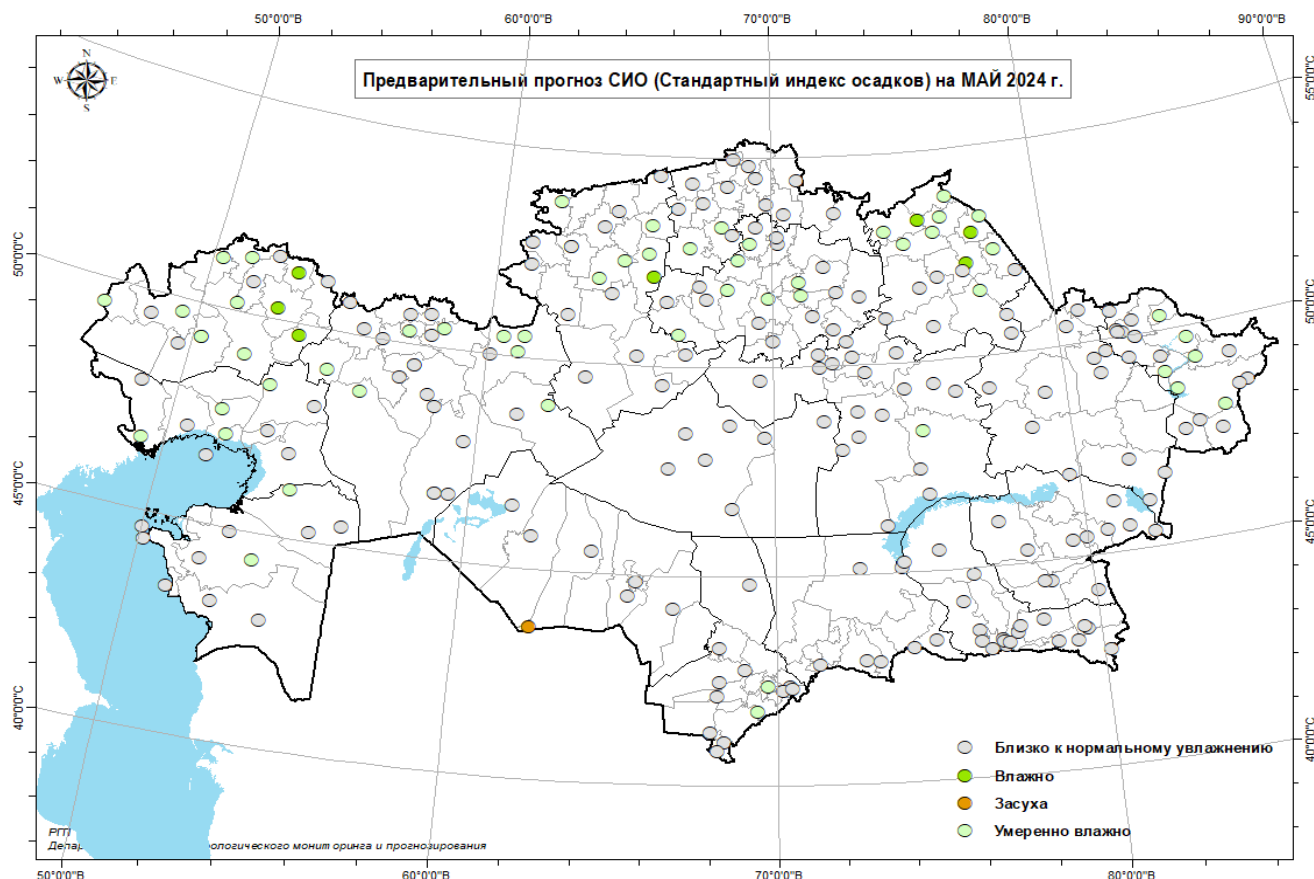 50°0'0"В 60°0'0"В 70°0'0"В 80°0'0"В 90°0'0"В
N
W E
S
Предварительный прогноз СИО (Стандартный индекс осадков) на МАЙ 2024 г.
55°0'0"С
50°0'0"С 50°0'0"С
45°0'0"С 45°0'0"С
40°0'0"С 40°0'0"С
Близко к нормальному увлажнению
Влажно
Засуха
Умеренно влажно
РГП
Депар ологического мониторинга и прогнозирования
50°0'0"В 60°0'0"В 70°0'0"В 80°0'0"В